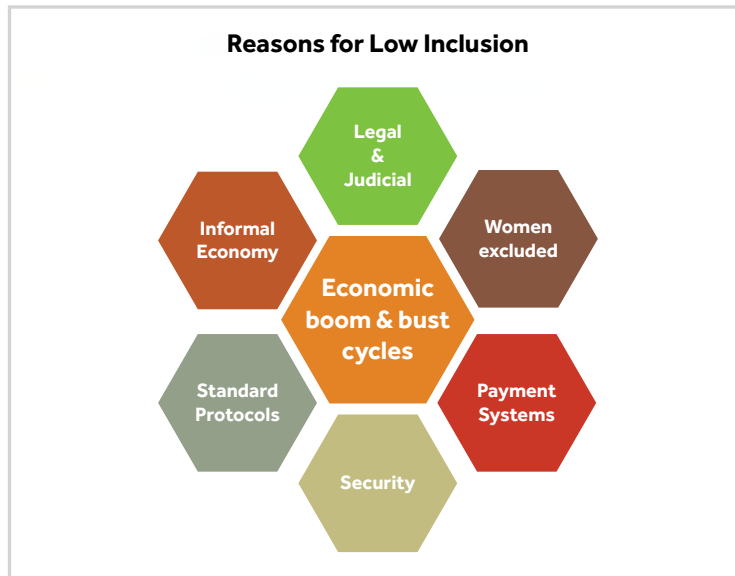 Reasons for Low Inclusion
Legal
&
Judicial
Informal
Economy
Women
excluded
Economic
boom & bust
cycles
Standard
Protocols
Payment
Systems
Security